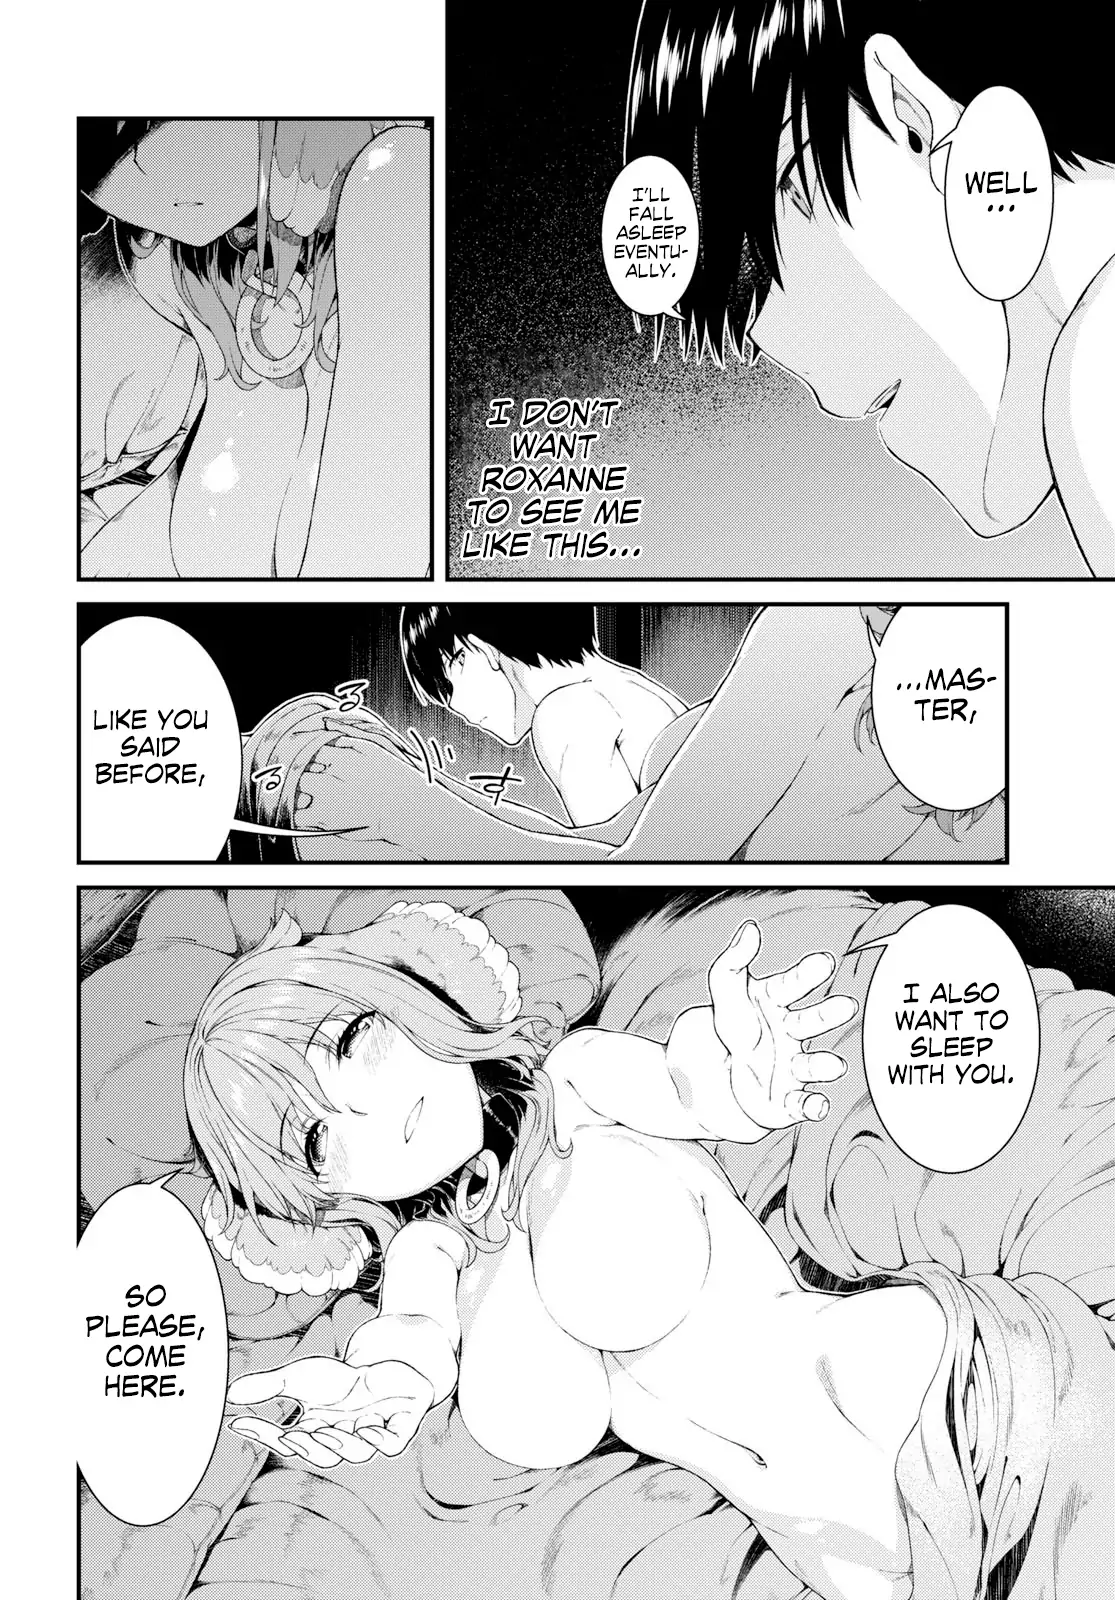 WELL
...
I'LL
FALL
ASLEEP
EVENTU-
ALLY.
I DON'T
WANT
ROXANNE
TO SEE ME
LIKE THIS...
...MAS-
TER,
LIKE YOU
SAID
BEFORE,
I ALSO
WANT TO
SLEEP
WITH YOU.
SO
PLEASE,
COME
HERE.